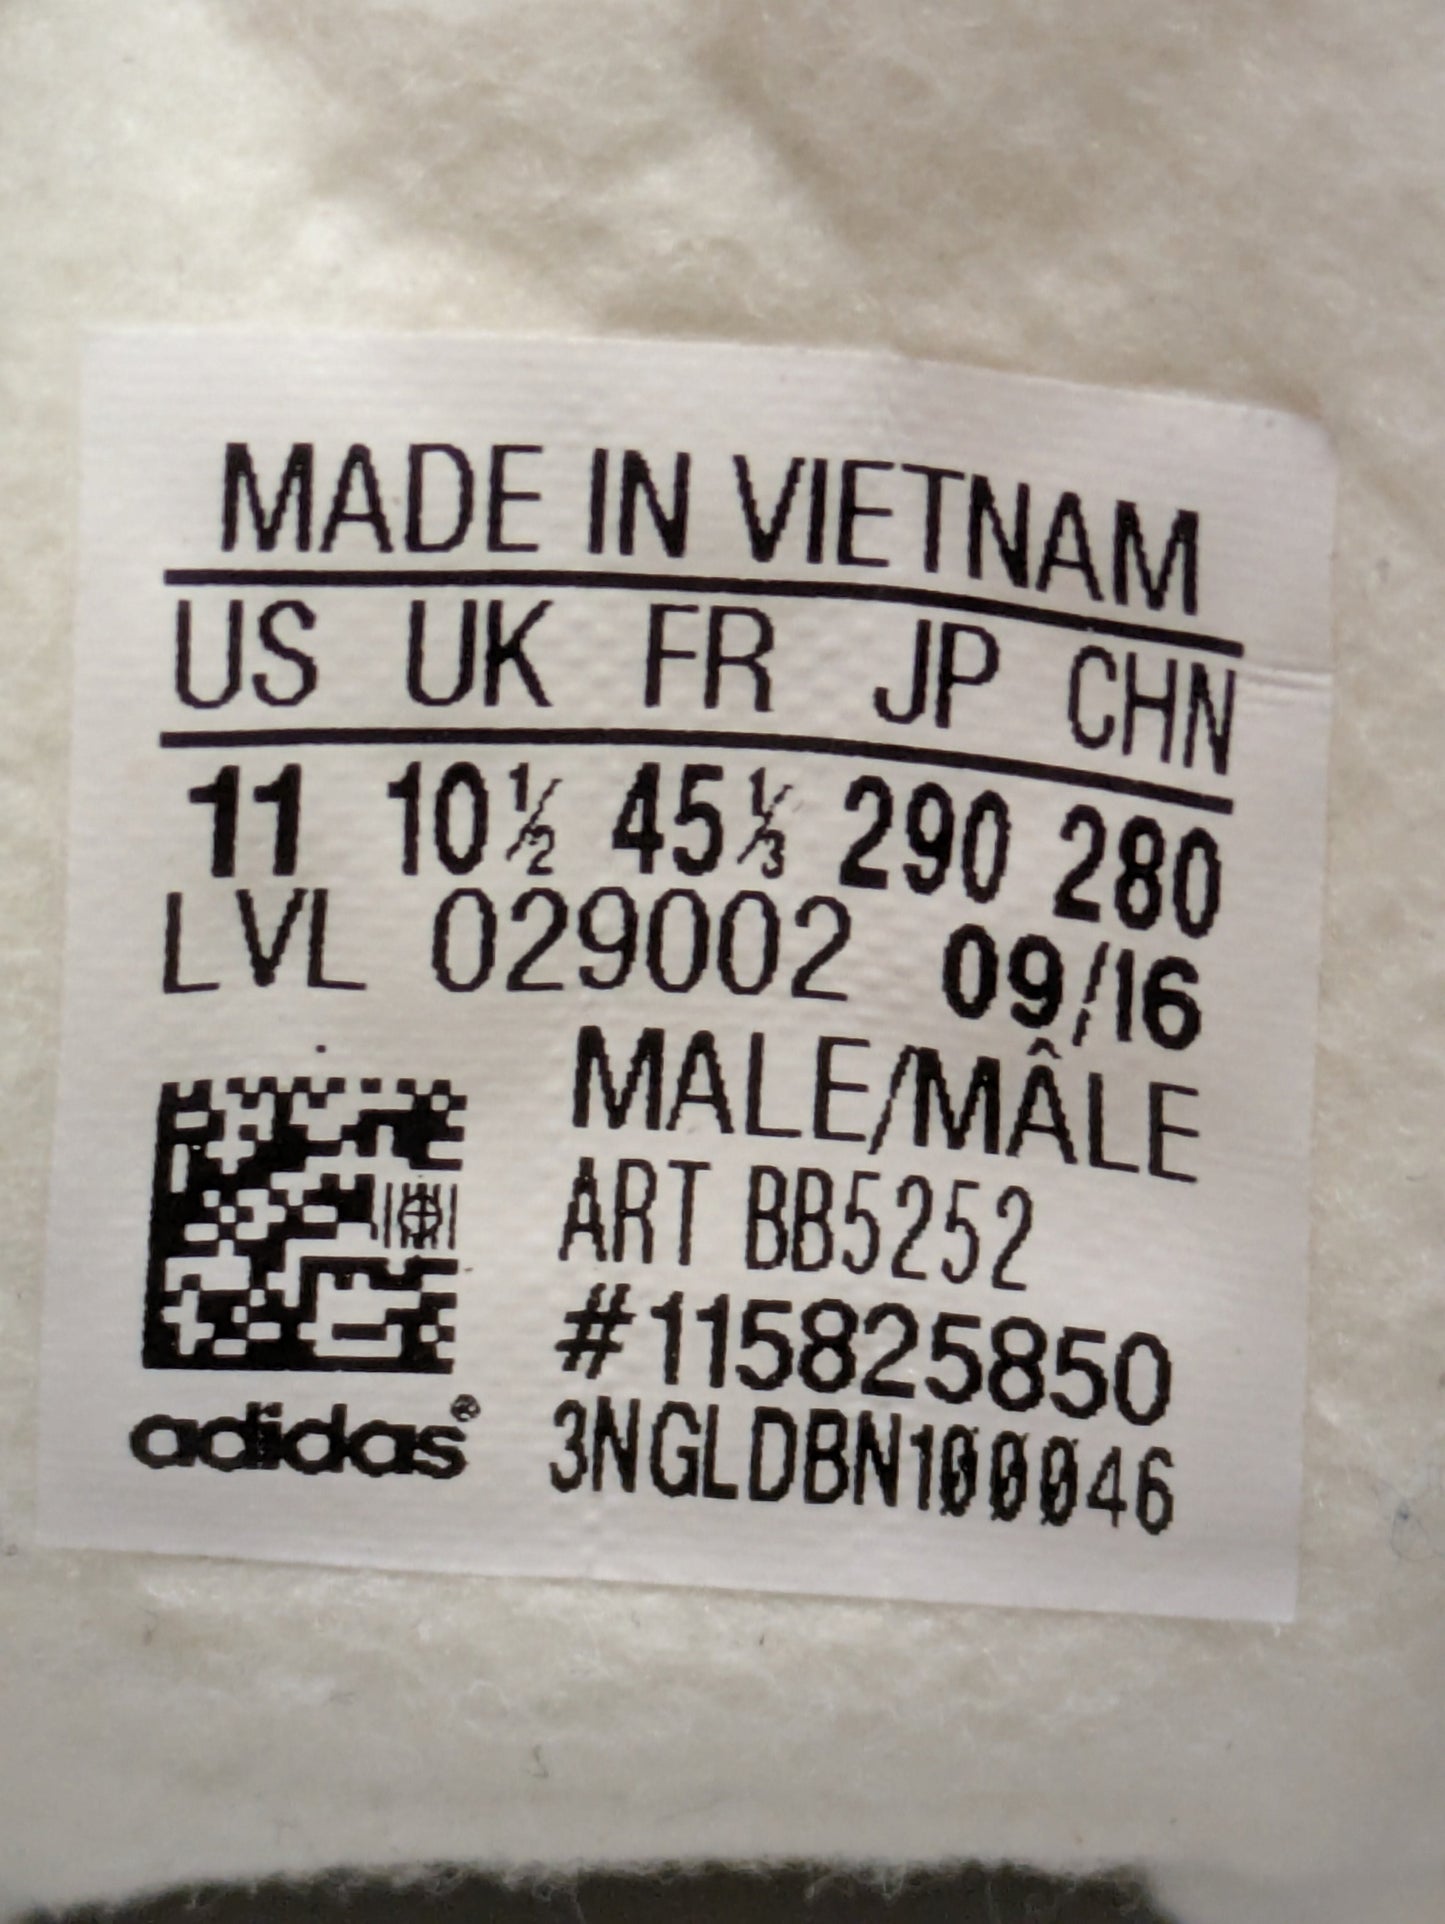 MADE IN VIETNAM
US UK FR JP CHN
11 10½ 45⅓ 290 280
LVL 029002 09/16
MALE/MÂLE
ART BB5252
#115825850
3NGLDBN100046
adidas®